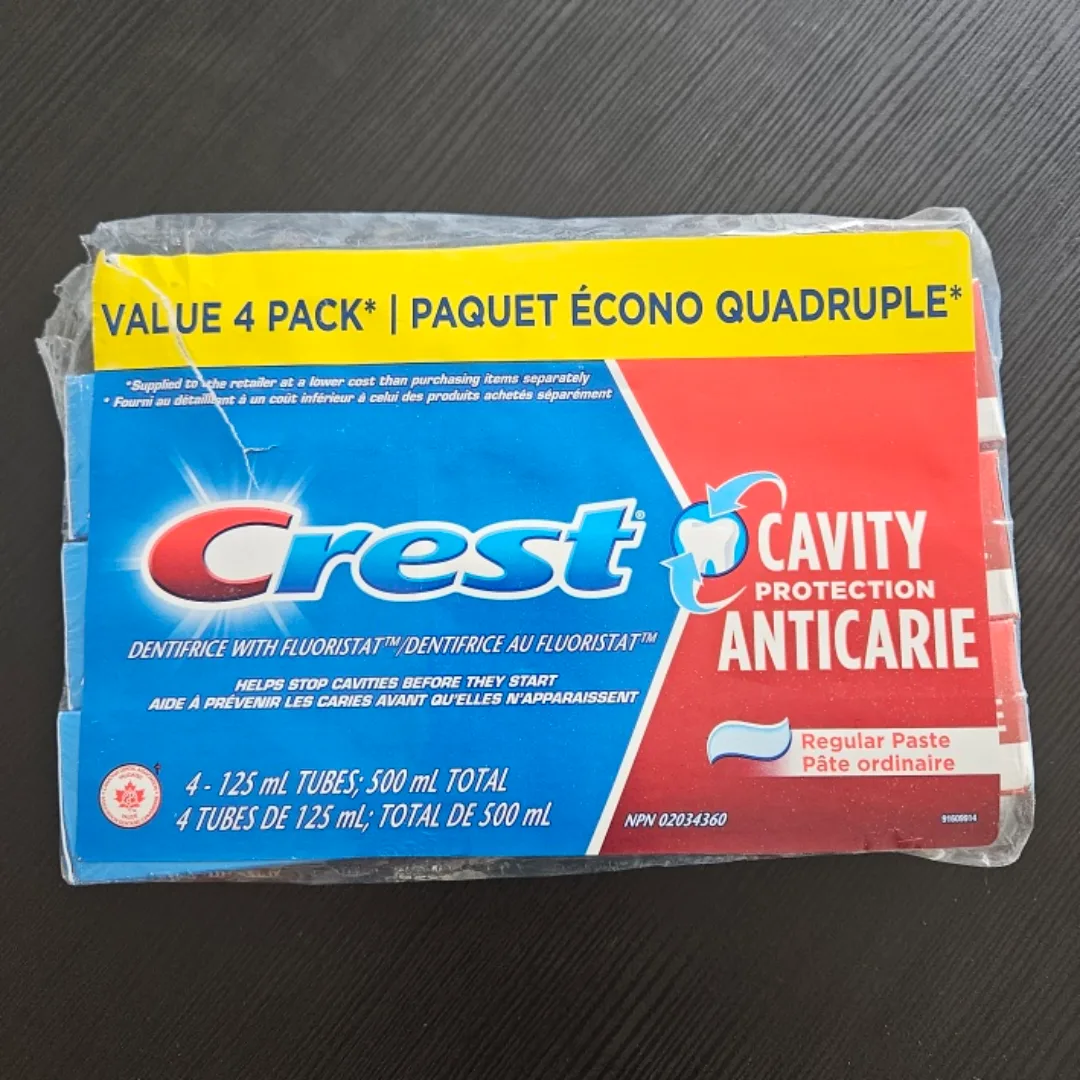 VALUE 4 PACK* | PAQUET ÉCONO QUADRUPLE*
*Supplied to the retailer at a lower cost than purchasing items separately
* Fourni au détaillant à un coût inférieur à celui des produits achetés séparément
Crest®
CAVITY
PROTECTION
ANTICARIE
DENTIFRICE WITH FLUORISTAT™/DENTIFRICE AU FLUORISTAT™
HELPS STOP CAVITIES BEFORE THEY START
AIDE À PRÉVENIR LES CARIES AVANT QU'ELLES N'APPARAISSENT
Regular Paste
Pâte ordinaire
4 - 125 mL TUBES; 500 mL TOTAL
4 TUBES DE 125 mL; TOTAL DE 500 mL
NPN 02034360
91609914